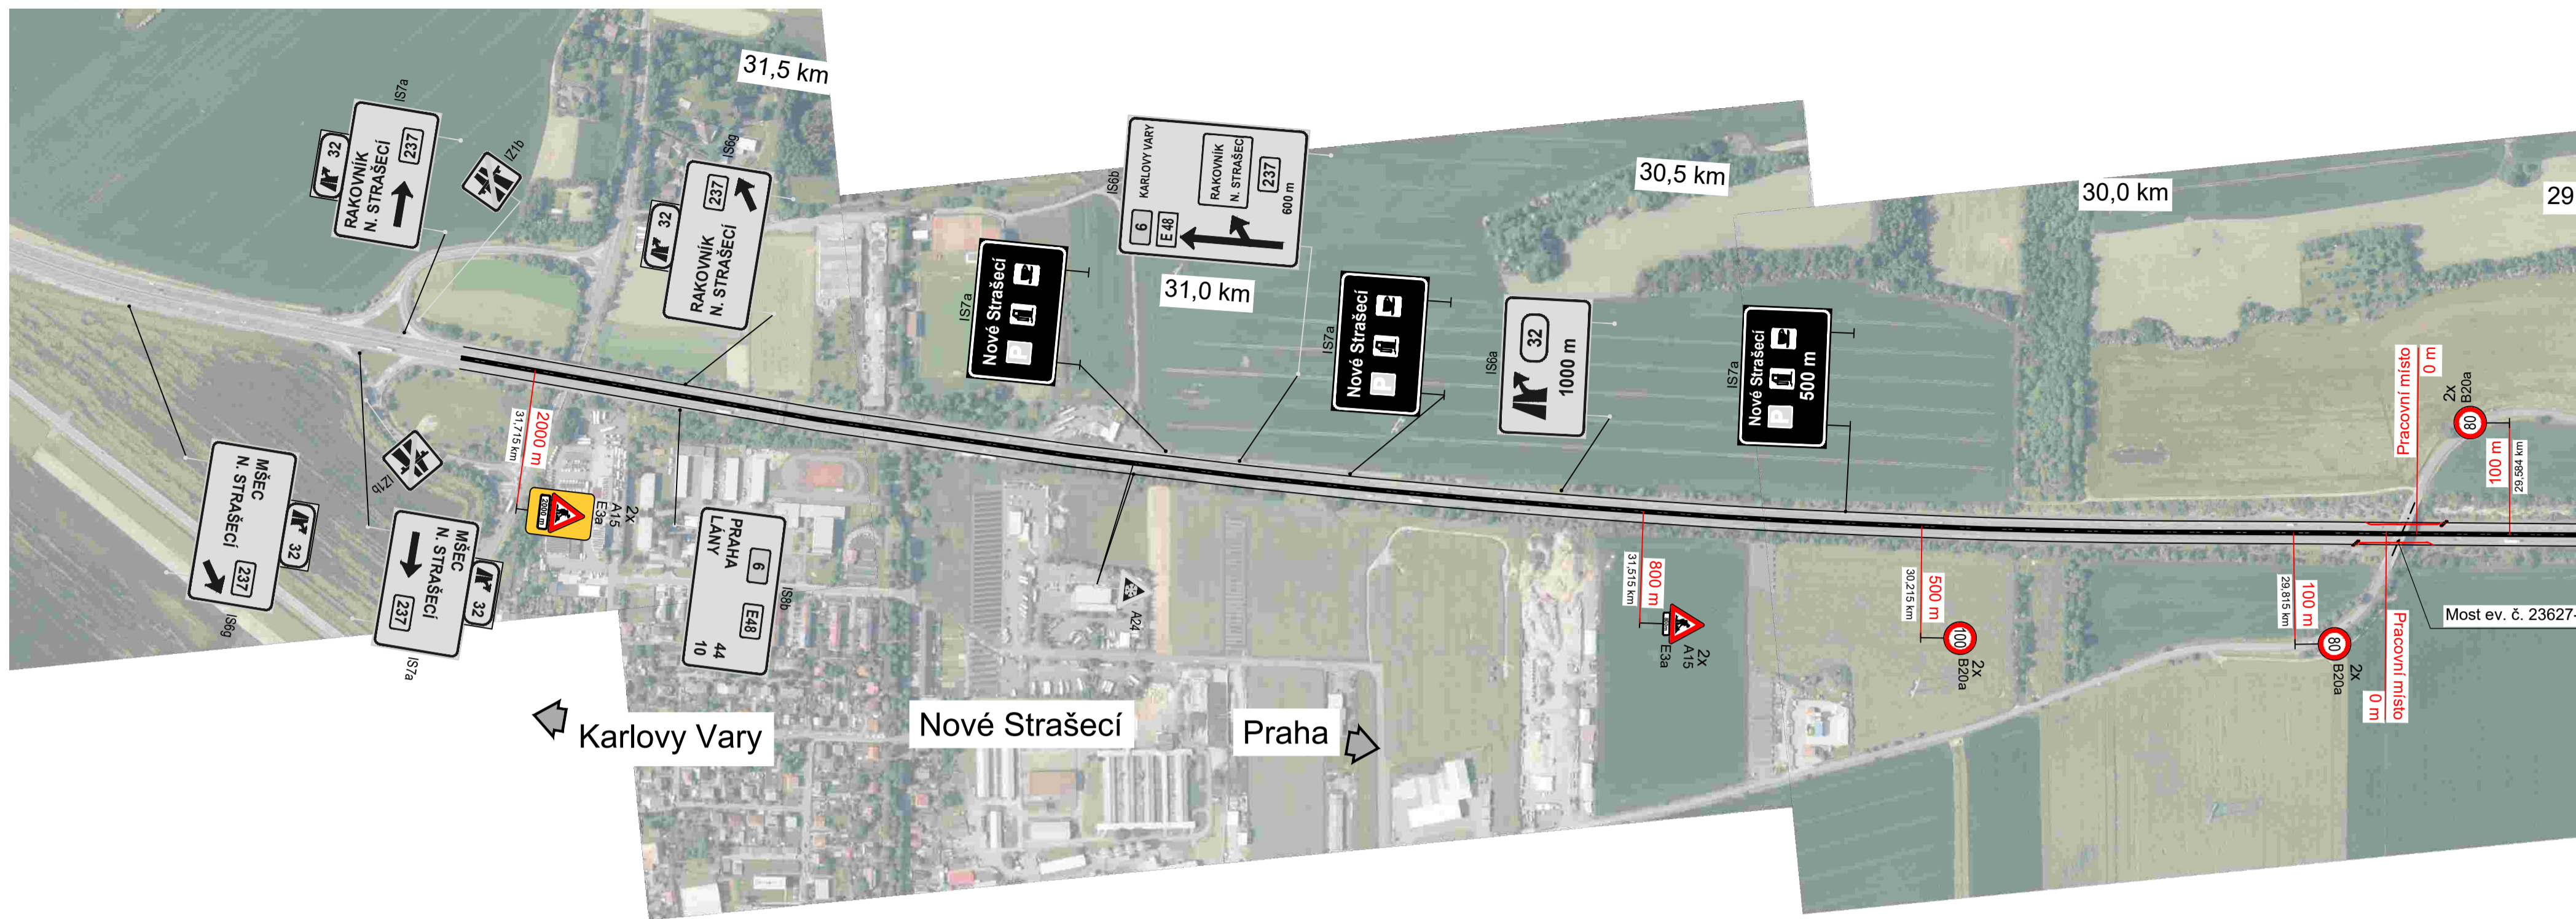 31,5 km
IS7a
32
RAKOVNÍK
N. STRAŠECÍ
237
IZ1b
IS6g
32
237
RAKOVNÍK
N. STRAŠECÍ
IS7a
Nové Strašecí
P
IS6b
6 KARLOVY VARY
E 48
RAKOVNÍK
N. STRAŠEC
237
600 m
31,0 km
IS7a
Nové Strašecí
P
IS6a
32
1000 m
30,5 km
IS7a
Nové Strašecí
P
500 m
30,0 km
29
Pracovní místo
0 m
2x
B20a
80
100 m
29,584 km
MŠEC
N. STRAŠECÍ
237
32
IS6g
IZ1b
MŠEC
N. STRAŠECÍ
237
32
IS7a
2000 m
31,715 km
2000 m
2x
A15
E3a
PRAHA
LÁNY
6
E48
44
10
IS8b
A24
800 m
31,515 km
2x
A15
E3a
500 m
30,215 km
100
2x
B20a
100 m
29,815 km
80
2x
B20a
Pracovní místo
0 m
Most ev. č. 23627-
Karlovy Vary
Nové Strašecí
Praha